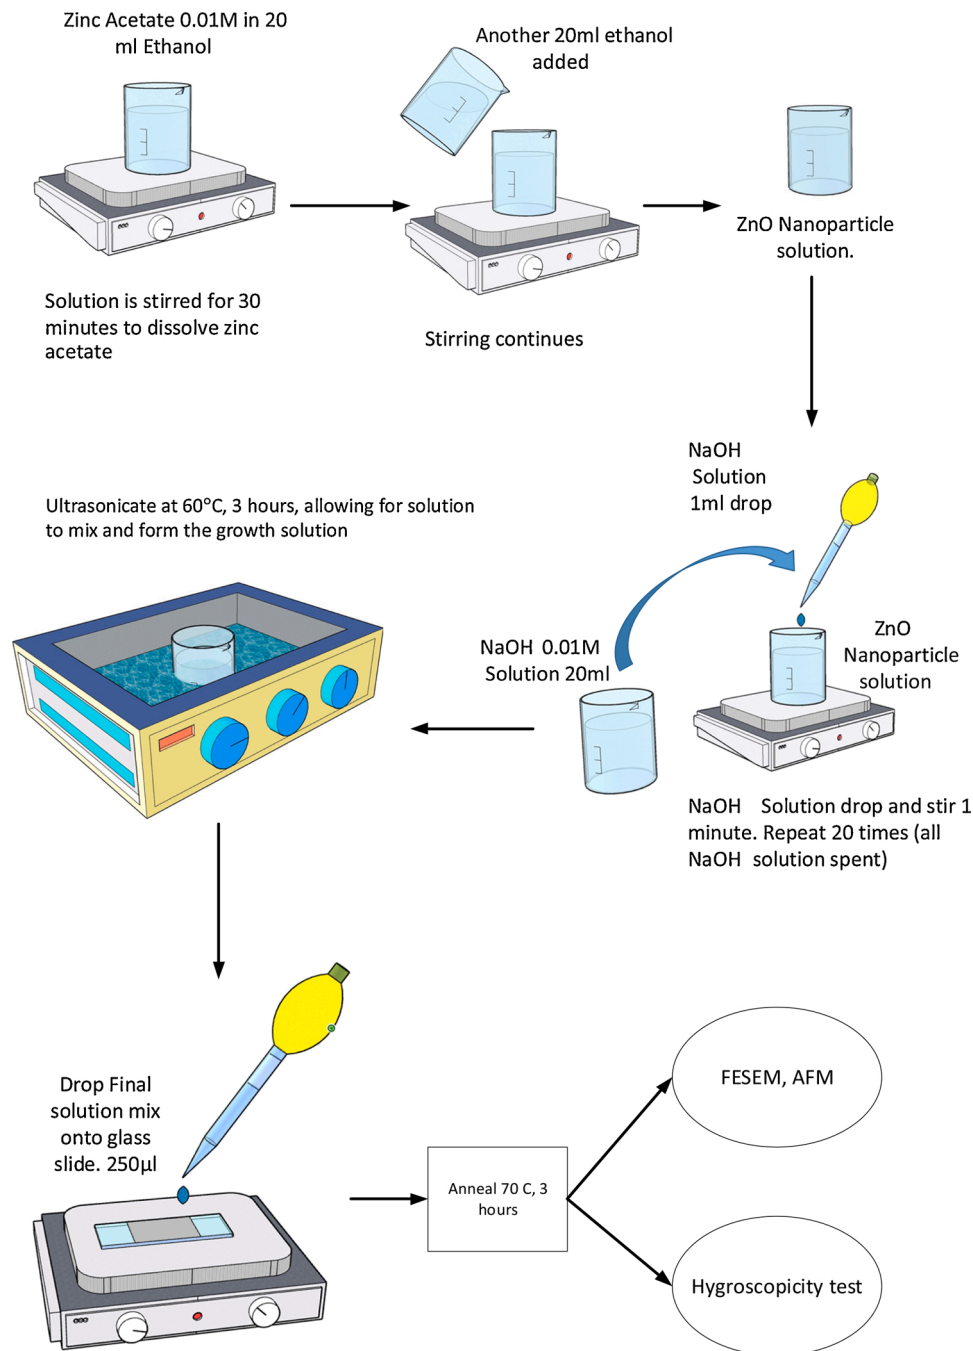 Zinc Acetate 0.01M in 20
ml Ethanol
Another 20ml ethanol
added
Solution is stirred for 30
minutes to dissolve zinc
acetate
Stirring continues
ZnO Nanoparticle
solution.
NaOH
Solution
1ml drop
Ultrasonicate at 60°C, 3 hours, allowing for solution
to mix and form the growth solution
NaOH 0.01M
Solution 20ml
ZnO
Nanoparticle
solution
NaOH Solution drop and stir 1
minute. Repeat 20 times (all
NaOH solution spent)
Drop Final
solution mix
onto glass
slide. 250µl
Anneal 70 C, 3
hours
FESEM, AFM
Hygroscopicity test